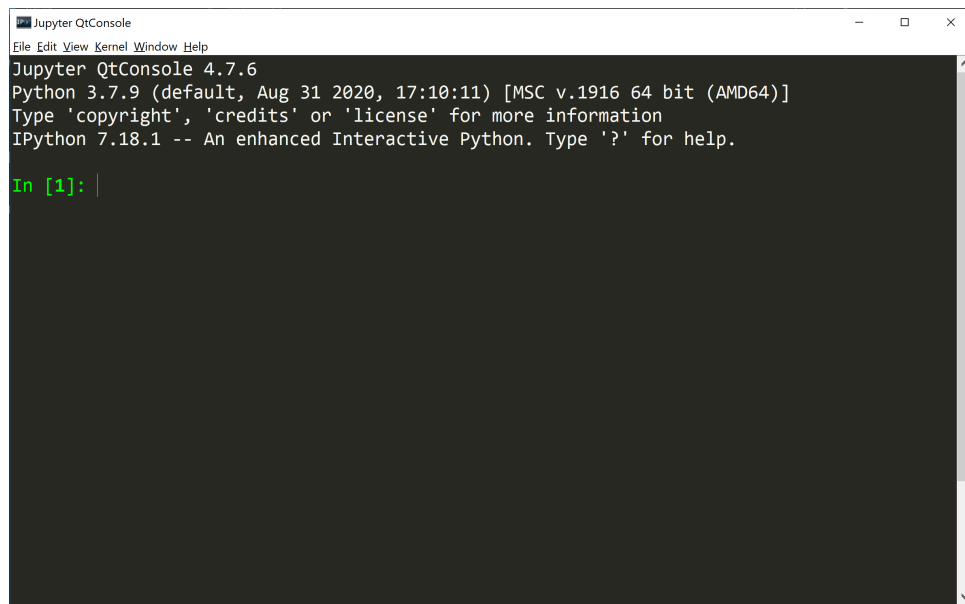 Jupyter QtConsole
File Edit View Kernel Window Help
Jupyter QtConsole 4.7.6
Python 3.7.9 (default, Aug 31 2020, 17:10:11) [MSC v.1916 64 bit (AMD64)]
Type 'copyright', 'credits' or 'license' for more information
IPython 7.18.1 -- An enhanced Interactive Python. Type '?' for help.
In [1]: